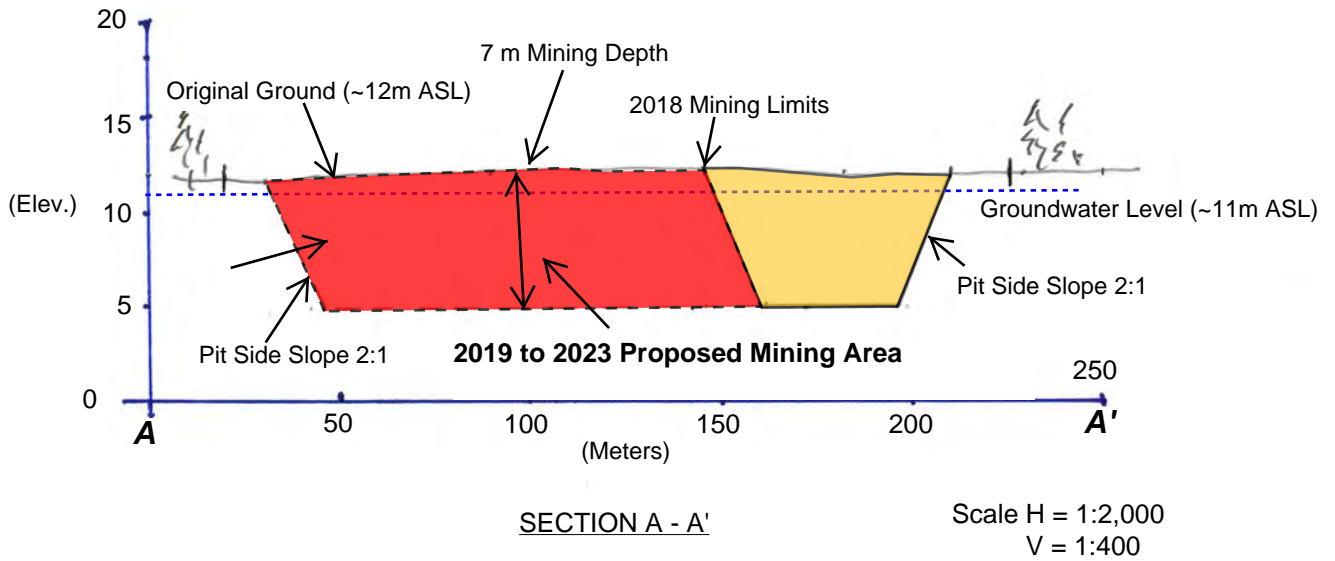 20
7 m Mining Depth
Original Ground (~12m ASL)
2018 Mining Limits
15
(Elev.)
10
Groundwater Level (~11m ASL)
Pit Side Slope 2:1
5
Pit Side Slope 2:1
2019 to 2023 Proposed Mining Area
250
0
A
50
100
150
200
A'
(Meters)
SECTION A - A'
Scale H = 1:2,000
V = 1:400